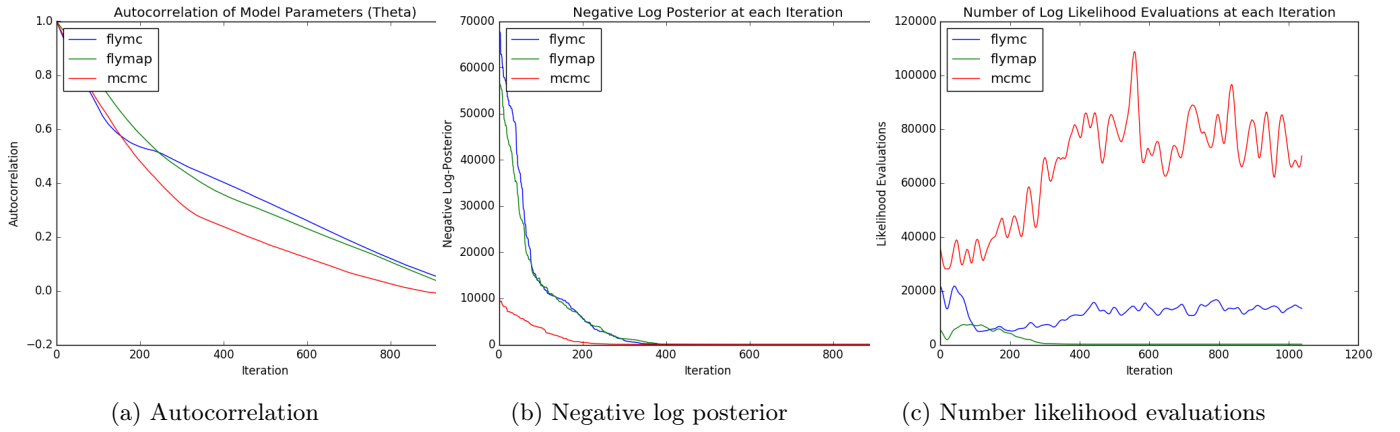 Autocorrelation of Model Parameters (Theta)
1.0
0.8
0.6
0.4
0.2
0.0
−0.2
Autocorrelation
flymc
flymap
mcmc
0
200
400
600
800
Iteration
(a) Autocorrelation
Negative Log Posterior at each Iteration
70000
60000
50000
40000
30000
20000
10000
0
Negative Log-Posterior
flymc
flymap
mcmc
0
200
400
600
800
Iteration
(b) Negative log posterior
Number of Log Likelihood Evaluations at each Iteration
120000
100000
80000
60000
40000
20000
0
Likelihood Evaluations
flymc
flymap
mcmc
0
200
400
600
800
1000
1200
Iteration
(c) Number likelihood evaluations